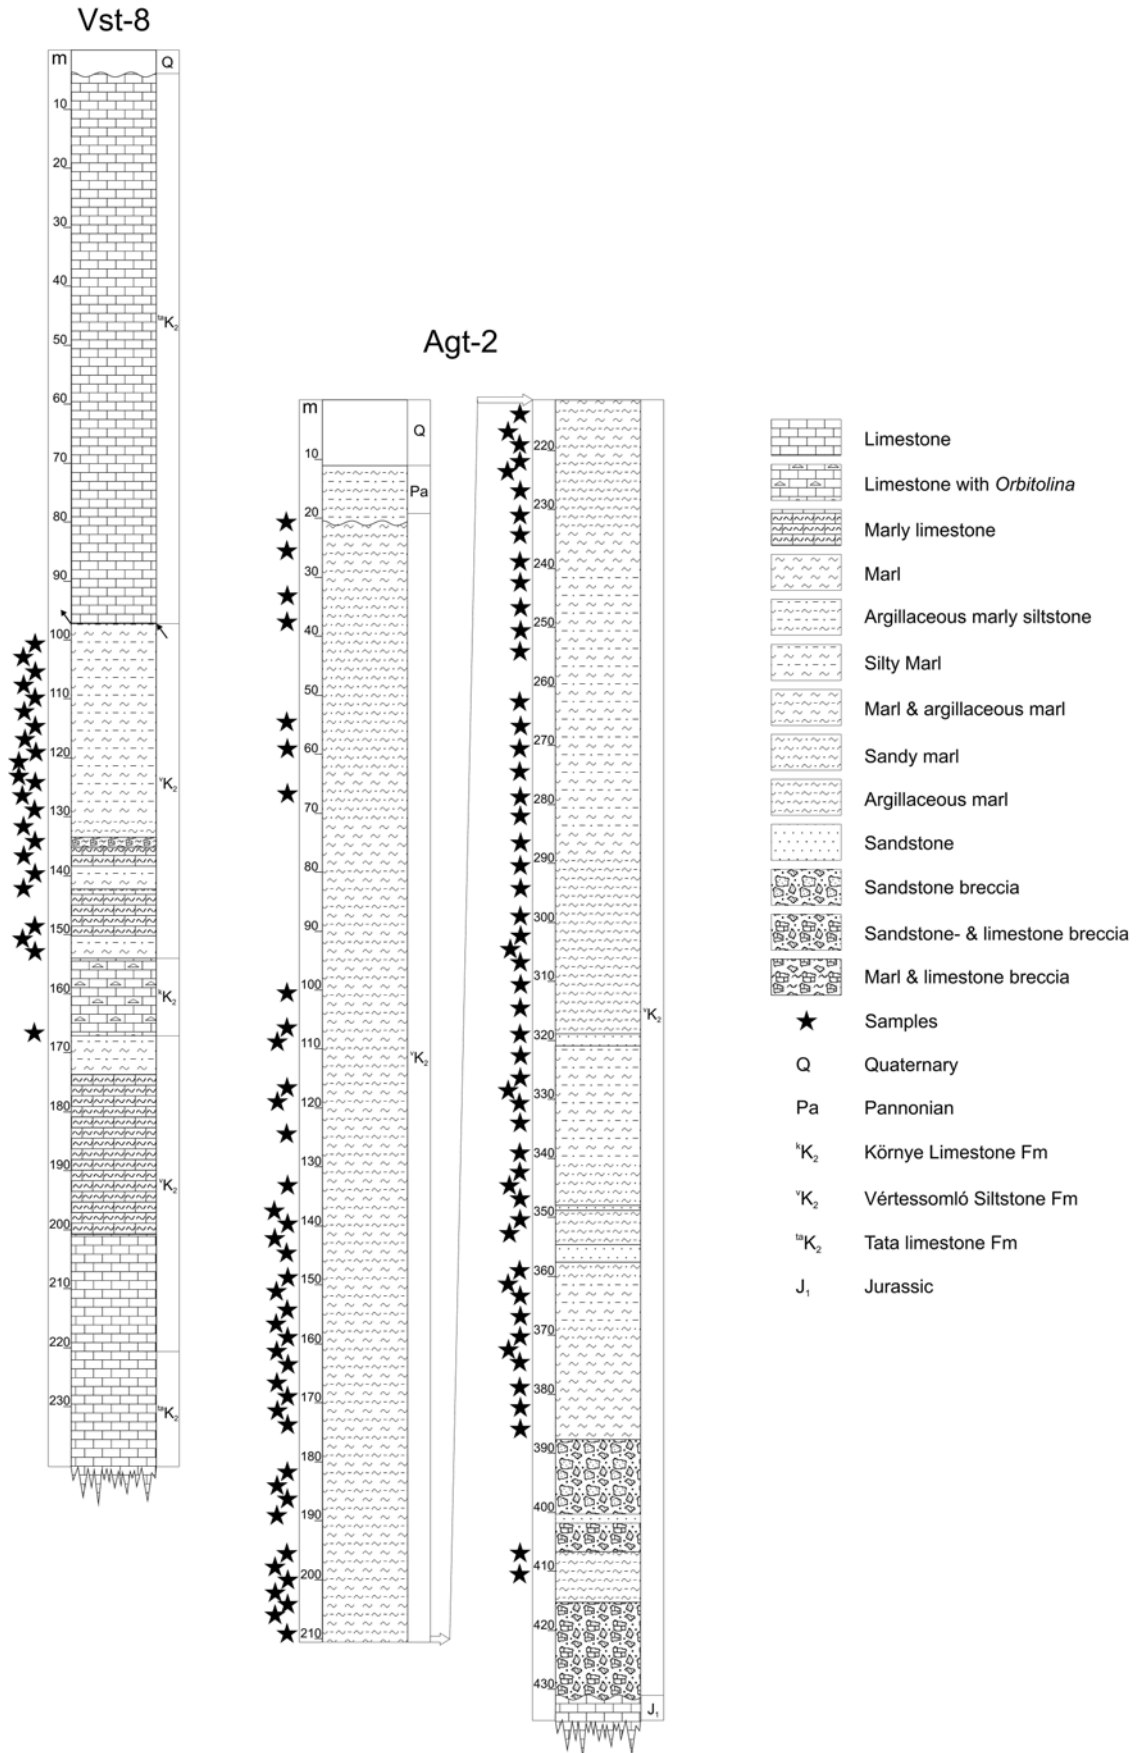 Vst-8
m
Q
10
20
30
40
ᵗᵃK₂
50
60
70
80
90
100
110
120
ᵛK₂
130
140
150
160
ᵏK₂
170
180
190
ᵛK₂
200
210
220
230
ᵗᵃK₂
Agt-2
m
Q
10
Pa
20
30
40
50
60
70
80
90
100
110
ᵛK₂
120
130
140
150
160
170
180
190
200
210
220
230
240
250
260
270
280
290
300
310
ᵛK₂
320
330
340
350
360
370
380
390
400
410
420
430
J₁
Limestone
Limestone with Orbitolina
Marly limestone
Marl
Argillaceous marly siltstone
Silty Marl
Marl & argillaceous marl
Sandy marl
Argillaceous marl
Sandstone
Sandstone breccia
Sandstone- & limestone breccia
Marl & limestone breccia
Samples
Q Quaternary
Pa Pannonian
ᵏK₂ Környe Limestone Fm
ᵛK₂ Vértessomló Siltstone Fm
ᵗᵃK₂ Tata limestone Fm
J₁ Jurassic